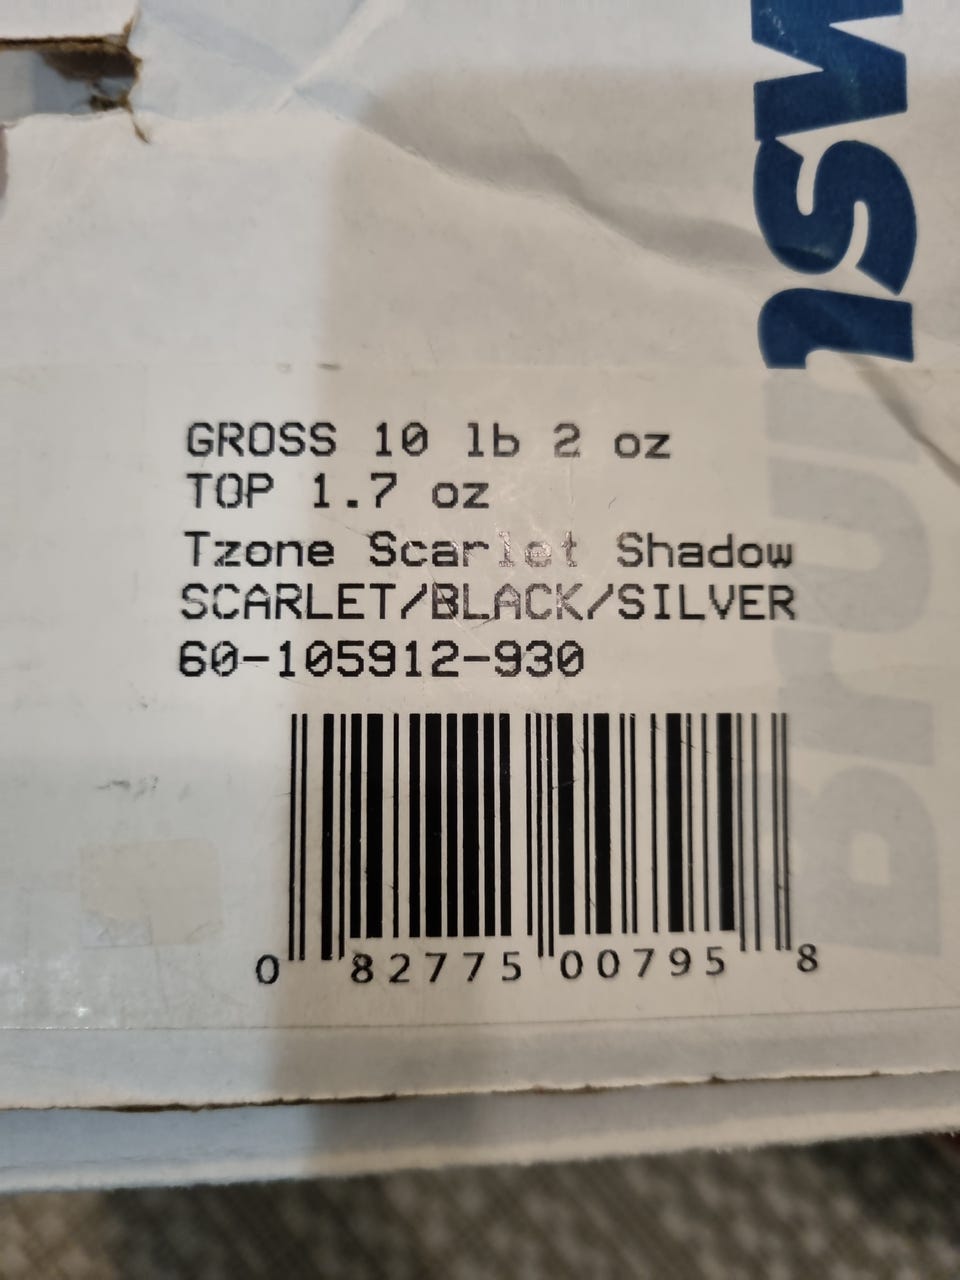 Brunsw
GROSS 10 lb 2 oz
TOP 1.7 oz
Tzone Scarlet Shadow
SCARLET/BLACK/SILVER
60-105912-930
0 82775 00795 8